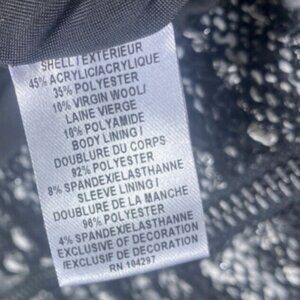 SHELL/EXTERIEUR
45% ACRYLIC/ACRYLIQUE
35% POLYESTER
10% VIRGIN WOOL/
LAINE VIERGE
10% POLYAMIDE
BODY LINING /
DOUBLURE DU CORPS
92% POLYESTER
8% SPANDEX/ELASTHANNE
SLEEVE LINING /
DOUBLURE DE LA MANCHE
96% POLYESTER
4% SPANDEX/ELASTHANNE
EXCLUSIVE OF DECORATION
/EXCLUSIF DE DECORATION
RN 104297